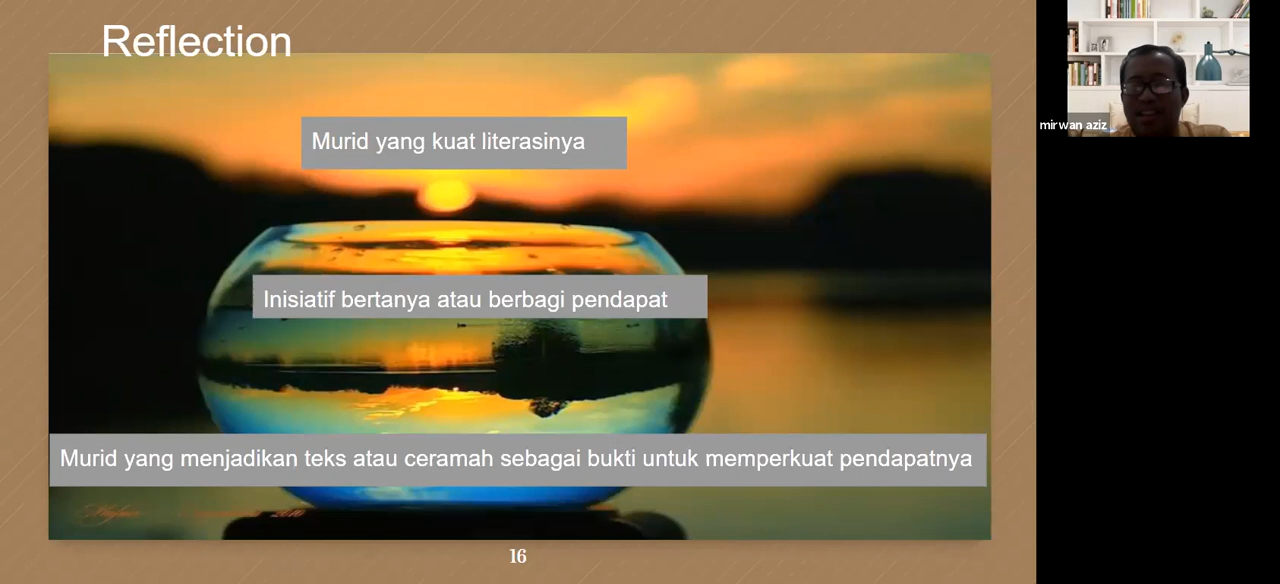 Reflection
Murid yang kuat literasinya
mirwan aziz
Inisiatif bertanya atau berbagi pendapat
Murid yang menjadikan teks atau ceramah sebagai bukti untuk memperkuat pendapatnya
16